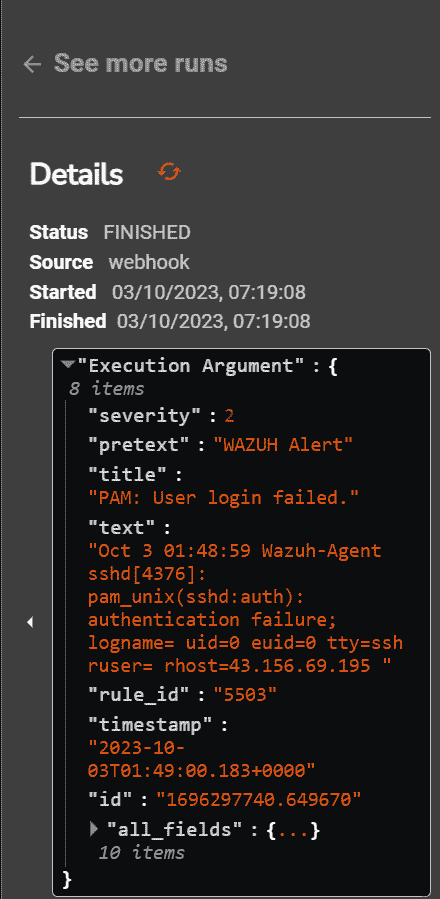 ← See more runs
Details
Status FINISHED
Source webhook
Started 03/10/2023, 07:19:08
Finished 03/10/2023, 07:19:08
"Execution Argument" : {
8 items
"severity" : 2
"pretext" : "WAZUH Alert"
"title" :
"PAM: User login failed."
"text" :
"Oct 3 01:48:59 Wazuh-Agent
sshd[4376]:
pam_unix(sshd:auth):
authentication failure;
logname= uid=0 euid=0 tty=ssh
ruser= rhost=43.156.69.195 "
"rule_id" : "5503"
"timestamp" :
"2023-10-
03T01:49:00.183+0000"
"id" : "1696297740.649670"
"all_fields" : {...}
10 items
}